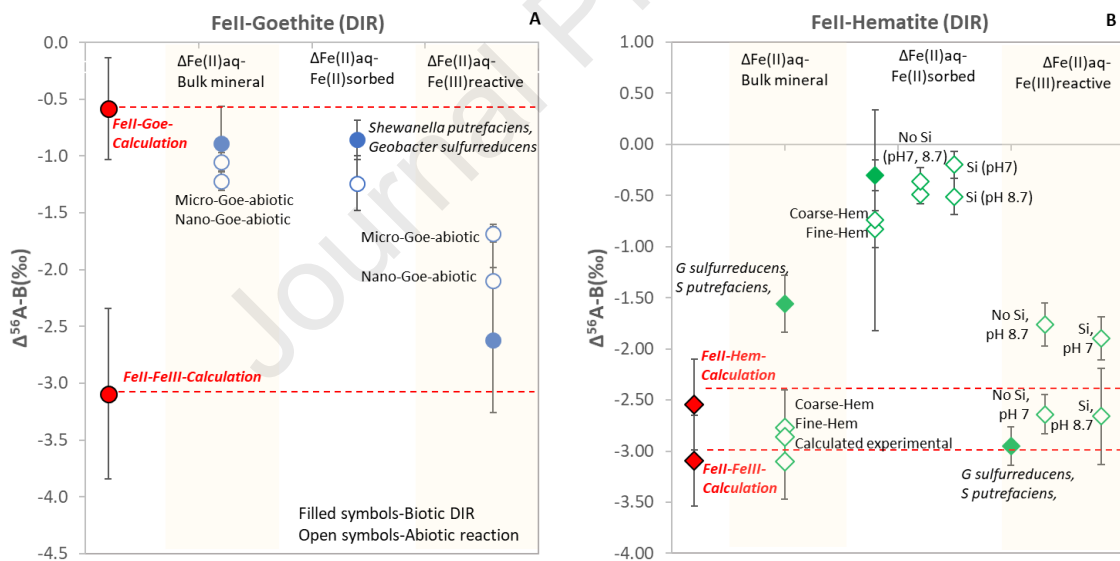 FeII-Goethite (DIR)
A
0.0
-0.5
-1.0
-1.5
-2.0
-2.5
-3.0
-3.5
-4.0
-4.5
Δ56A-B(‰)
ΔFe(II)aq-
Bulk mineral
ΔFe(II)aq-
Fe(II)sorbed
ΔFe(II)aq-
Fe(III)reactive
FeII-Goe-
Calculation
Shewanella putrefaciens,
Geobacter sulfurreducens
Micro-Goe-abiotic
Nano-Goe-abiotic
Micro-Goe-abiotic
Nano-Goe-abiotic
FeII-FeIII-Calculation
Filled symbols-Biotic DIR
Open symbols-Abiotic reaction
Journal Pr
FeII-Hematite (DIR)
B
1.00
0.50
0.00
-0.50
-1.00
-1.50
-2.00
-2.50
-3.00
-3.50
-4.00
Δ56A-B(‰)
ΔFe(II)aq-
Bulk mineral
ΔFe(II)aq-
Fe(II)sorbed
ΔFe(II)aq-
Fe(III)reactive
No Si
(pH7, 8.7)
Si (pH7)
Si (pH 8.7)
Coarse-Hem
Fine-Hem
G sulfurreducens,
S putrefaciens,
No Si,
pH 8.7
Si,
pH 7
FeII-Hem-
Calculation
Coarse-Hem
Fine-Hem
Calculated experimental
No Si,
pH 7
Si,
pH 8.7
FeII-FeIII-
Calculation
G sulfurreducens,
S putrefaciens,